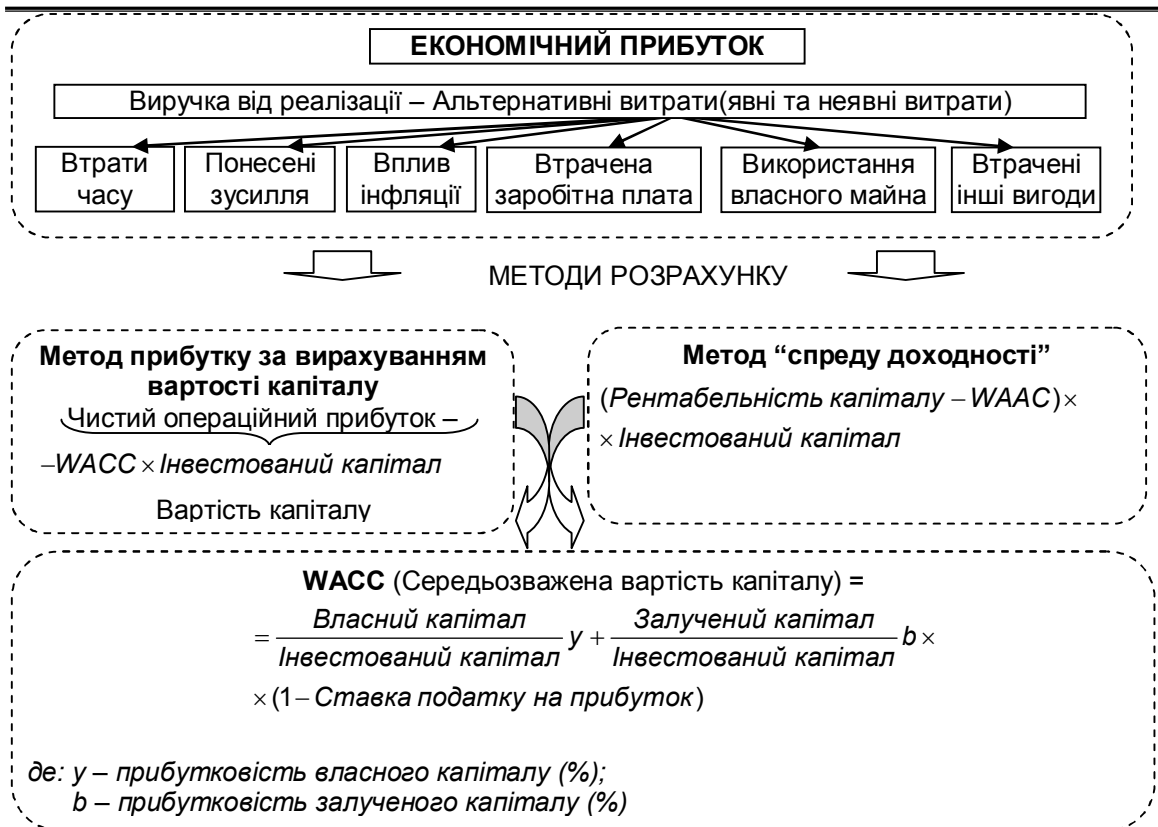 ЕКОНОМІЧНИЙ ПРИБУТОК
Виручка від реалізації – Альтернативні витрати(явні та неявні витрати)
Втрати
часу
Понесені
зусилля
Вплив
інфляції
Втрачена
заробітна плата
Використання
власного майна
Втрачені
інші вигоди
МЕТОДИ РОЗРАХУНКУ
Метод прибутку за вирахуванням
вартості капіталу
Чистий операційний прибуток –
–WACC × Інвестований капітал
Вартість капіталу
Метод “спреду доходності”
(Рентабельність капіталу – WAAC) ×
× Інвестований капітал
WACC (Середьозважена вартість капіталу) =
= Власний капітал / Інвестований капітал y + Залучений капітал / Інвестований капітал b ×
× (1 – Ставка податку на прибуток)
де: y – прибутковість власного капіталу (%);
b – прибутковість залученого капіталу (%)